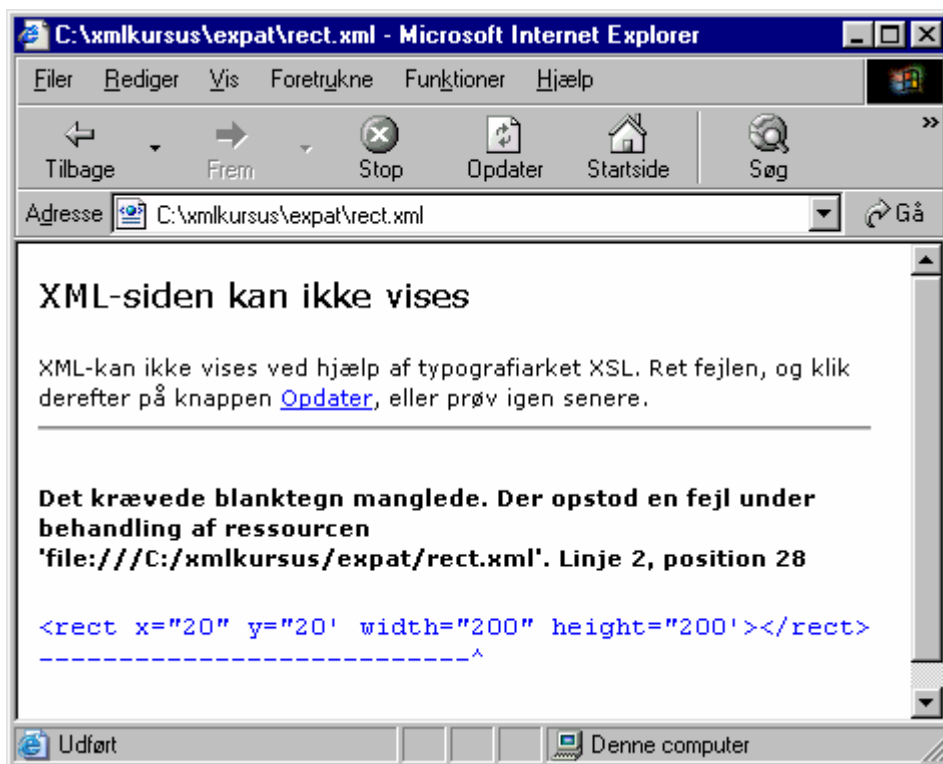 C:\xmlkursus\expat\rect.xml - Microsoft Internet Explorer
Filer Rediger Vis Foretrukne Funktioner Hjælp
Tilbage Frem Stop Opdater Startside Søg »
Adresse C:\xmlkursus\expat\rect.xml Gå
XML-siden kan ikke vises
XML-kan ikke vises ved hjælp af typografiarket XSL. Ret fejlen, og klik
derefter på knappen Opdater, eller prøv igen senere.
Det krævede blanktegn manglede. Der opstod en fejl under
behandling af ressourcen
'file:///C:/xmlkursus/expat/rect.xml'. Linje 2, position 28
<rect x="20" y="20' width="200" height="200'></rect>
---------------------------^
Udført Denne computer